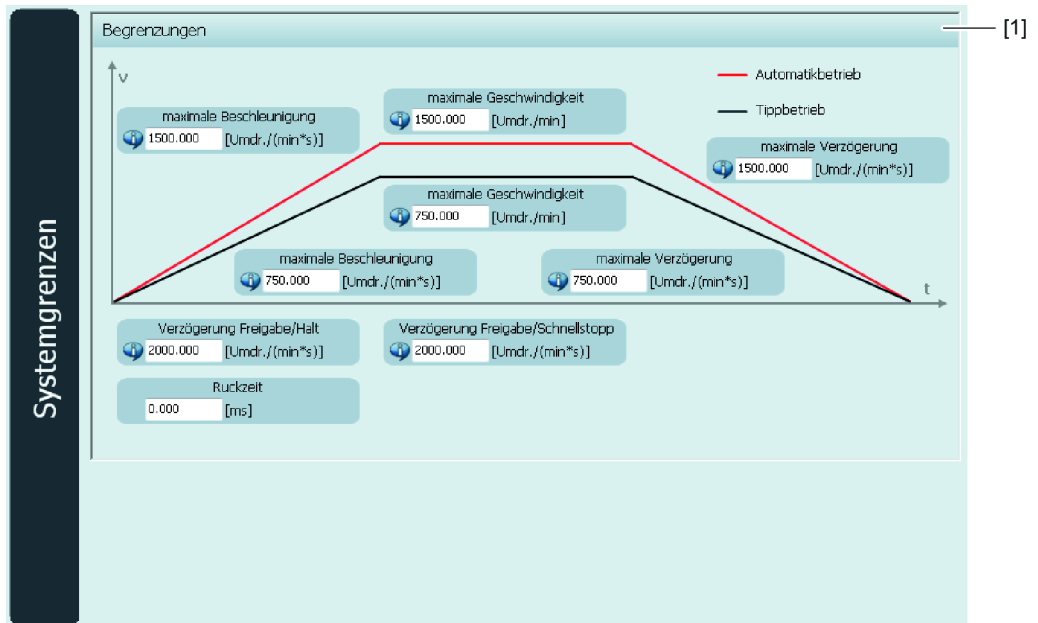 Systemgrenzen
Begrenzungen
[1]
v
Automatikbetrieb
Tippbetrieb
maximale Beschleunigung
1500.000 [Umdr./(min*s)]
maximale Geschwindigkeit
1500.000 [Umdr./min]
maximale Verzögerung
1500.000 [Umdr./(min*s)]
maximale Geschwindigkeit
750.000 [Umdr./min]
maximale Beschleunigung
750.000 [Umdr./(min*s)]
maximale Verzögerung
750.000 [Umdr./(min*s)]
t
Verzögerung Freigabe/Halt
2000.000 [Umdr./(min*s)]
Verzögerung Freigabe/Schnellstopp
2000.000 [Umdr./(min*s)]
Ruckzeit
0.000 [ms]